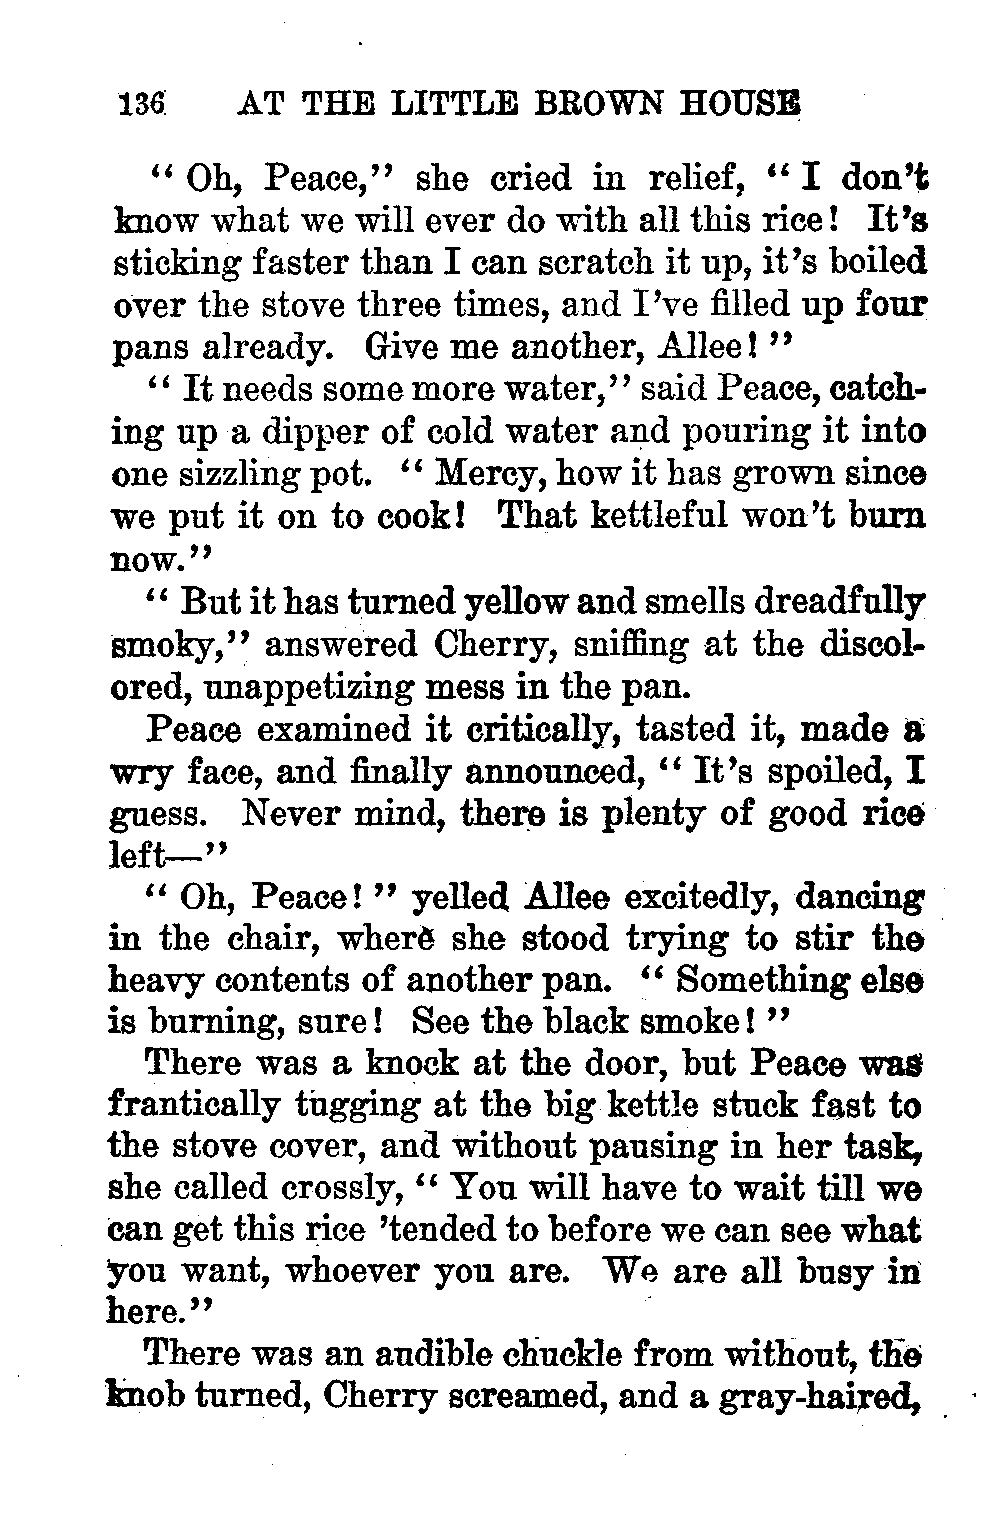 136 AT THE LITTLE BROWN HOUSE
“ Oh, Peace,” she cried in relief, “ I don’t
know what we will ever do with all this rice! It’s
sticking faster than I can scratch it up, it’s boiled
over the stove three times, and I’ve filled up four
pans already. Give me another, Allee! ”
“ It needs some more water,” said Peace, catch-
ing up a dipper of cold water and pouring it into
one sizzling pot. “ Mercy, how it has grown since
we put it on to cook! That kettleful won’t burn
now.”
“ But it has turned yellow and smells dreadfully
smoky,” answered Cherry, sniffing at the discol-
ored, unappetizing mess in the pan.
Peace examined it critically, tasted it, made a
wry face, and finally announced, “ It’s spoiled, I
guess. Never mind, there is plenty of good rice
left—”
“ Oh, Peace! ” yelled Allee excitedly, dancing
in the chair, where she stood trying to stir the
heavy contents of another pan. “ Something else
is burning, sure! See the black smoke! ”
There was a knock at the door, but Peace was
frantically tugging at the big kettle stuck fast to
the stove cover, and without pausing in her task,
she called crossly, “ You will have to wait till we
can get this rice ’tended to before we can see what
you want, whoever you are. We are all busy in
here.”
There was an audible chuckle from without, the
knob turned, Cherry screamed, and a gray-haired,